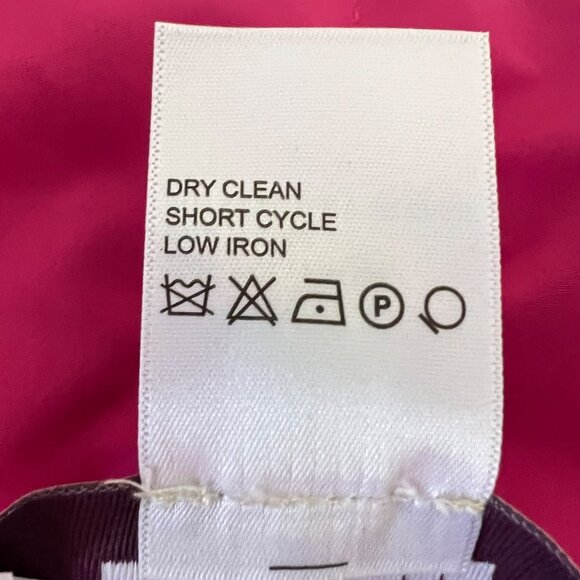 DRY CLEAN
SHORT CYCLE
LOW IRON
P